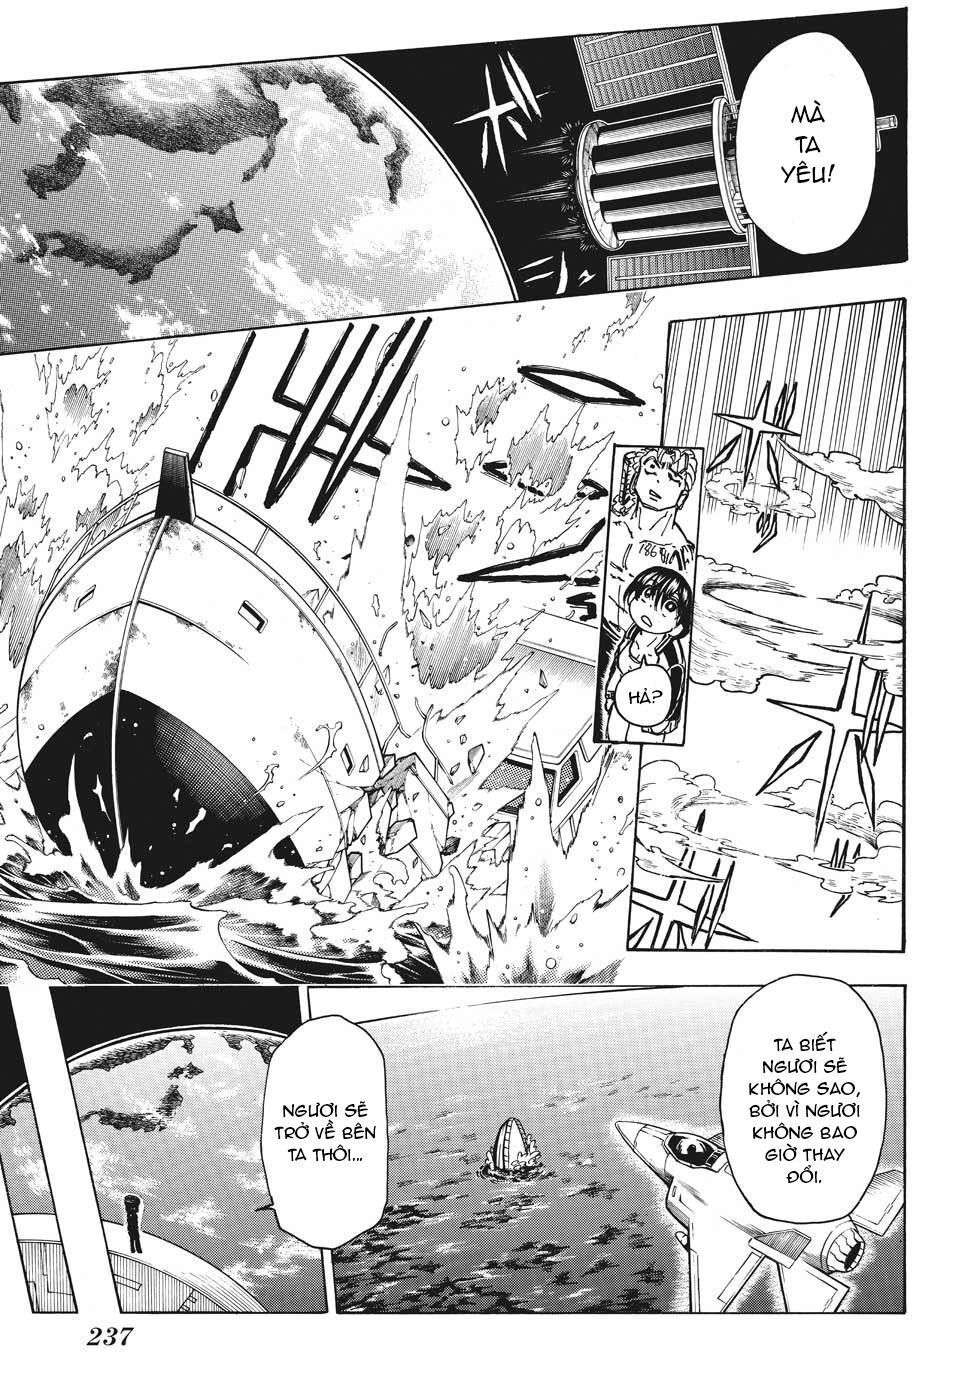 MÀ
TA
YÊU!
786
HẢ?
TA BIẾT
NGƯƠI SẼ
KHÔNG SAO,
BỞI VÌ NGƯƠI
KHÔNG BAO
GIỜ THAY
ĐỔI.
NGƯƠI SẼ
TRỞ VỀ BÊN
TA THÔI...
237